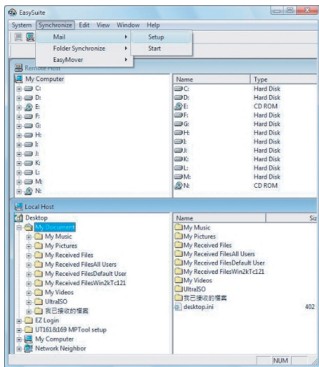 EasySuite
System Synchronize Edit View Window Help
Mail Setup
Folder Synchronize Start
EasyMover
Remote Host
My Computer
C:
D:
E:
F:
G:
H:
I:
J:
K:
L:
M:
N:
Name Type
C: Hard Disk
D: Hard Disk
E: CD ROM
F: Hard Disk
G: Hard Disk
H: Hard Disk
I: Hard Disk
J: Hard Disk
K: Hard Disk
L: Hard Disk
M: Hard Disk
N: CD ROM
Local Host
Desktop
My Document
My Music
My Pictures
My Received Files
My Received FilesAll Users
My Received FilesDefault User
My Received FilesWin2kTc121
My Videos
UltraISO
我已接收的檔案
EZ Login
UT161&169 MPTool setup
My Computer
Network Neighbor
Name Siz
My Music
My Pictures
My Received Files
My Received FilesAll Users
My Received FilesDefault User
My Received FilesWin2kTc121
My Videos
UltraISO
我已接收的檔案
desktop.ini 402
NUM